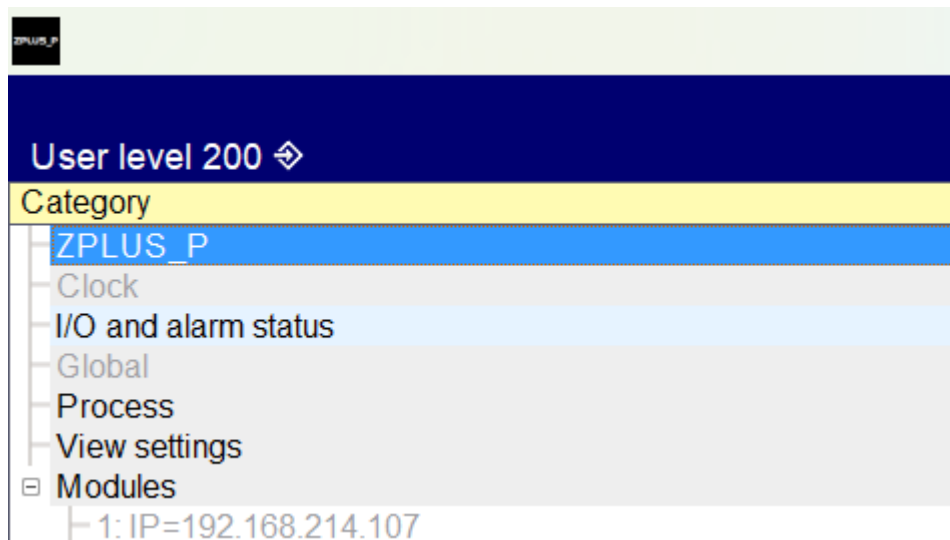 ZPLUS_P
User level 200
Category
ZPLUS_P
Clock
I/O and alarm status
Global
Process
View settings
Modules
1: IP=192.168.214.107